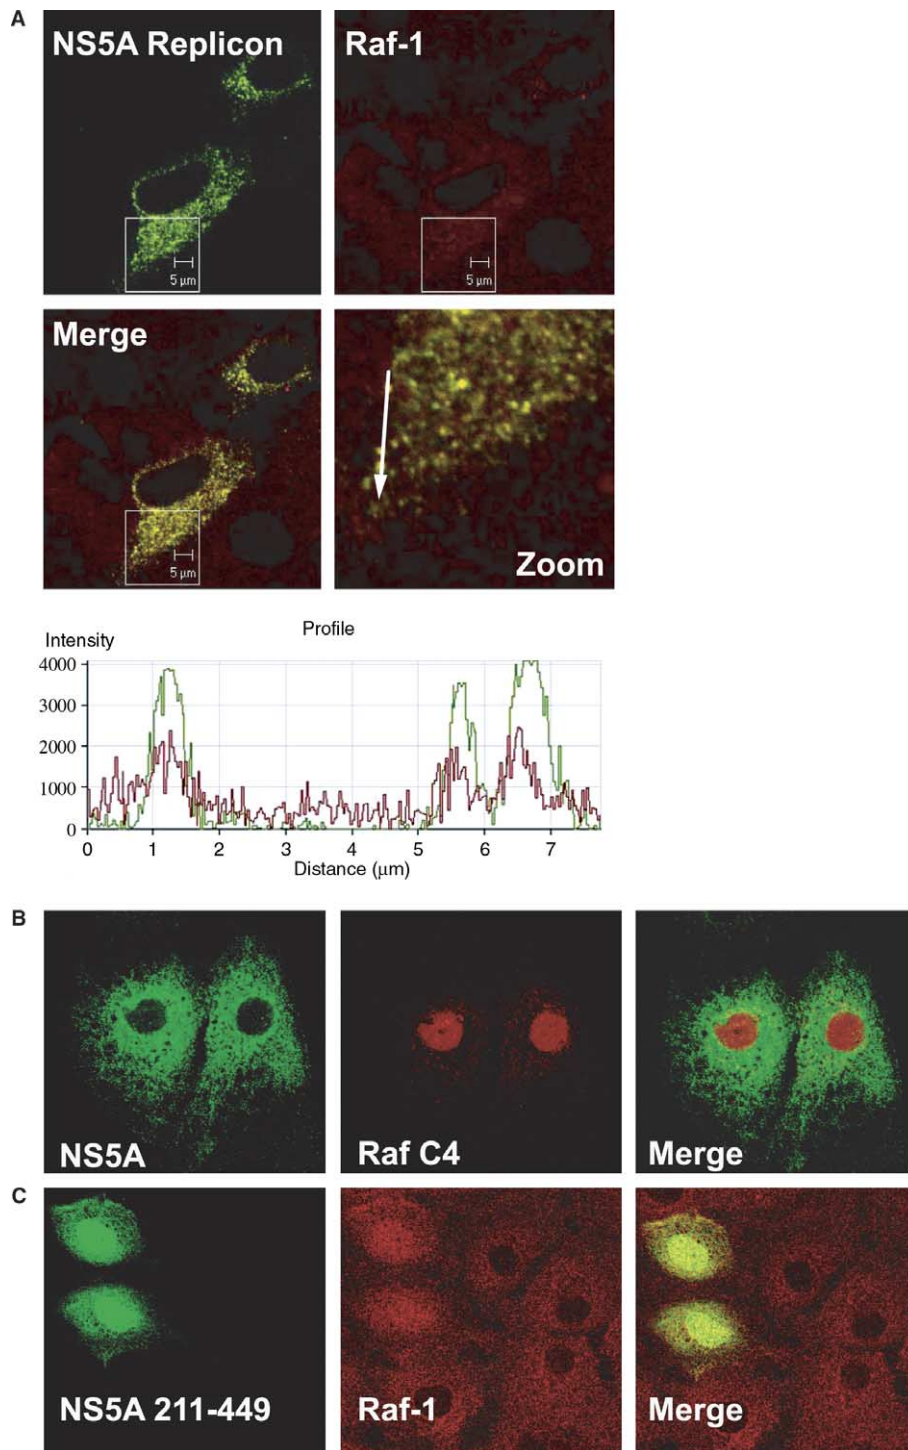 A
NS5A Replicon
Raf-1
5 µm
5 µm
Merge
5 µm
Zoom
Profile
Intensity
4000
3000
2000
1000
0
0 1 2 3 4 5 6 7
Distance (µm)
B
NS5A
Raf C4
Merge
C
NS5A 211-449
Raf-1
Merge